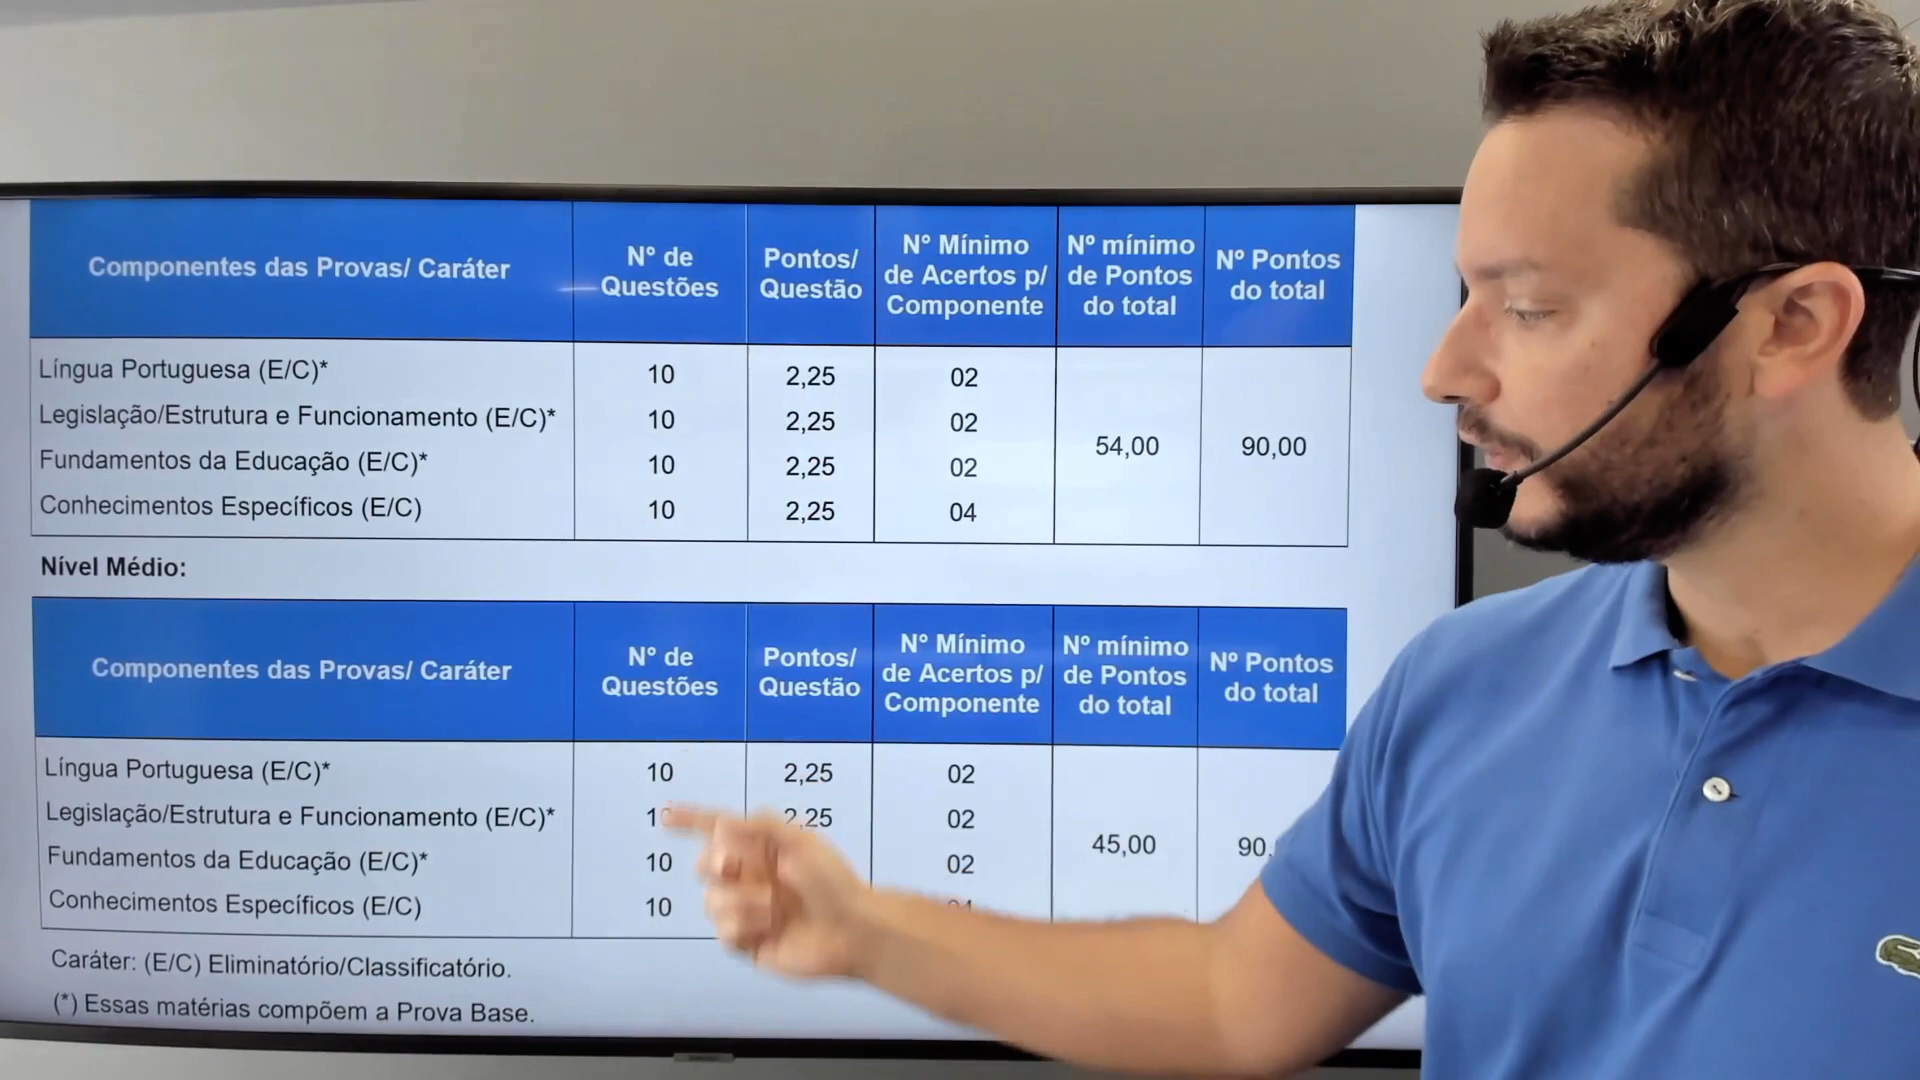 Componentes das Provas/ Caráter
Nº de Questões
Pontos/ Questão
N° Mínimo de Acertos p/ Componente
Nº mínimo de Pontos do total
Nº Pontos do total
Língua Portuguesa (E/C)* 10 2,25 02
Legislação/Estrutura e Funcionamento (E/C)* 10 2,25 02
Fundamentos da Educação (E/C)* 10 2,25 02
Conhecimentos Específicos (E/C) 10 2,25 04
54,00 90,00
Nível Médio:
Componentes das Provas/ Caráter
N° de Questões
Pontos/ Questão
N° Mínimo de Acertos p/ Componente
Nº mínimo de Pontos do total
Nº Pontos do total
Língua Portuguesa (E/C)* 10 2,25 02
Legislação/Estrutura e Funcionamento (E/C)* 2,25 02
Fundamentos da Educação (E/C)* 10 02
Conhecimentos Específicos (E/C) 10
45,00
Caráter: (E/C) Eliminatório/Classificatório.
(*) Essas matérias compõem a Prova Base.